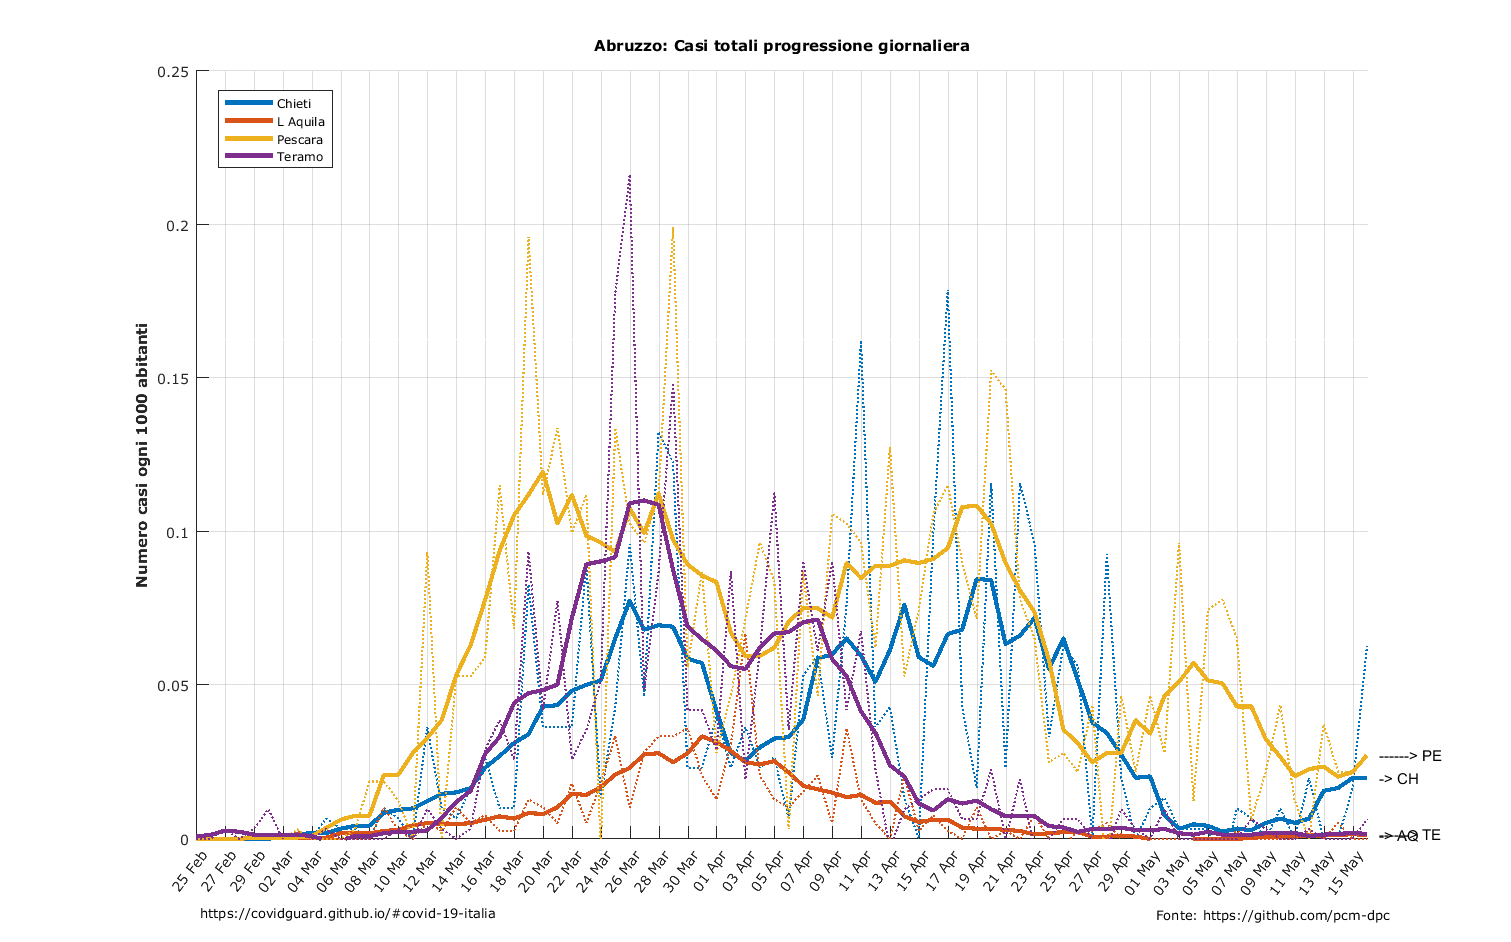 Abruzzo: Casi totali progressione giornaliera
Numero casi ogni 1000 abitanti
0.25
0.2
0.15
0.1
0.05
0
Chieti
L Aquila
Pescara
Teramo
------> PE
-> CH
-> AQ
-----> TE
25 Feb
27 Feb
29 Feb
02 Mar
04 Mar
06 Mar
08 Mar
10 Mar
12 Mar
14 Mar
16 Mar
18 Mar
20 Mar
22 Mar
24 Mar
26 Mar
28 Mar
30 Mar
01 Apr
03 Apr
05 Apr
07 Apr
09 Apr
11 Apr
13 Apr
15 Apr
17 Apr
19 Apr
21 Apr
23 Apr
25 Apr
27 Apr
29 Apr
01 May
03 May
05 May
07 May
09 May
11 May
13 May
15 May
https://covidguard.github.io/#covid-19-italia
Fonte: https://github.com/pcm-dpc